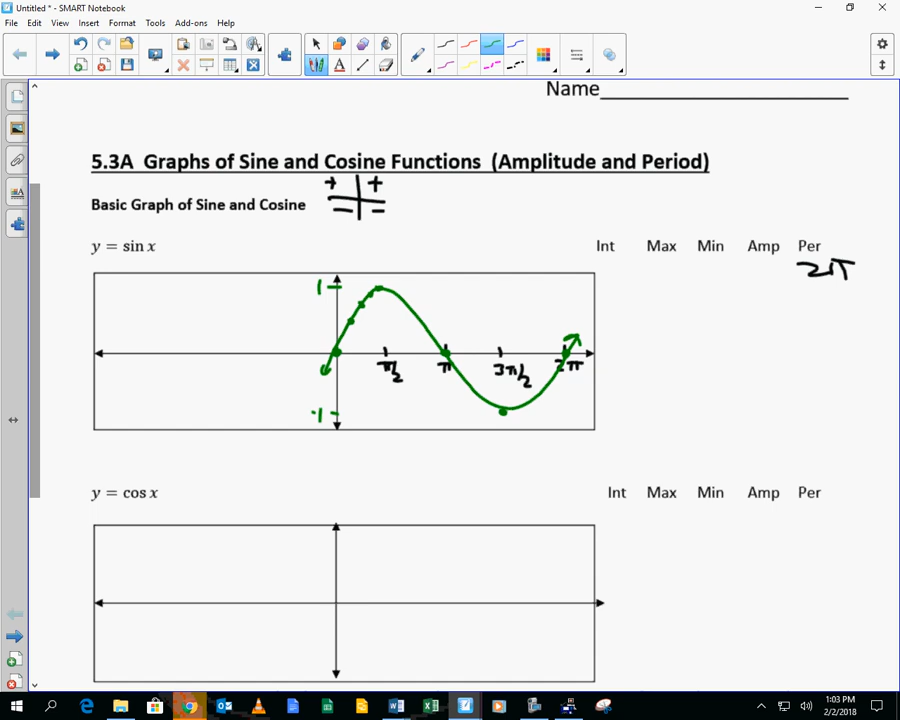 Untitled * - SMART Notebook
File Edit View Insert Format Tools Add-ons Help
Name
5.3A Graphs of Sine and Cosine Functions (Amplitude and Period)
+ +
Basic Graph of Sine and Cosine − −
y = sin x Int Max Min Amp Per
2π
1
π/2 π 3π/2 2π
-1
y = cos x Int Max Min Amp Per
1:03 PM
2/2/2018